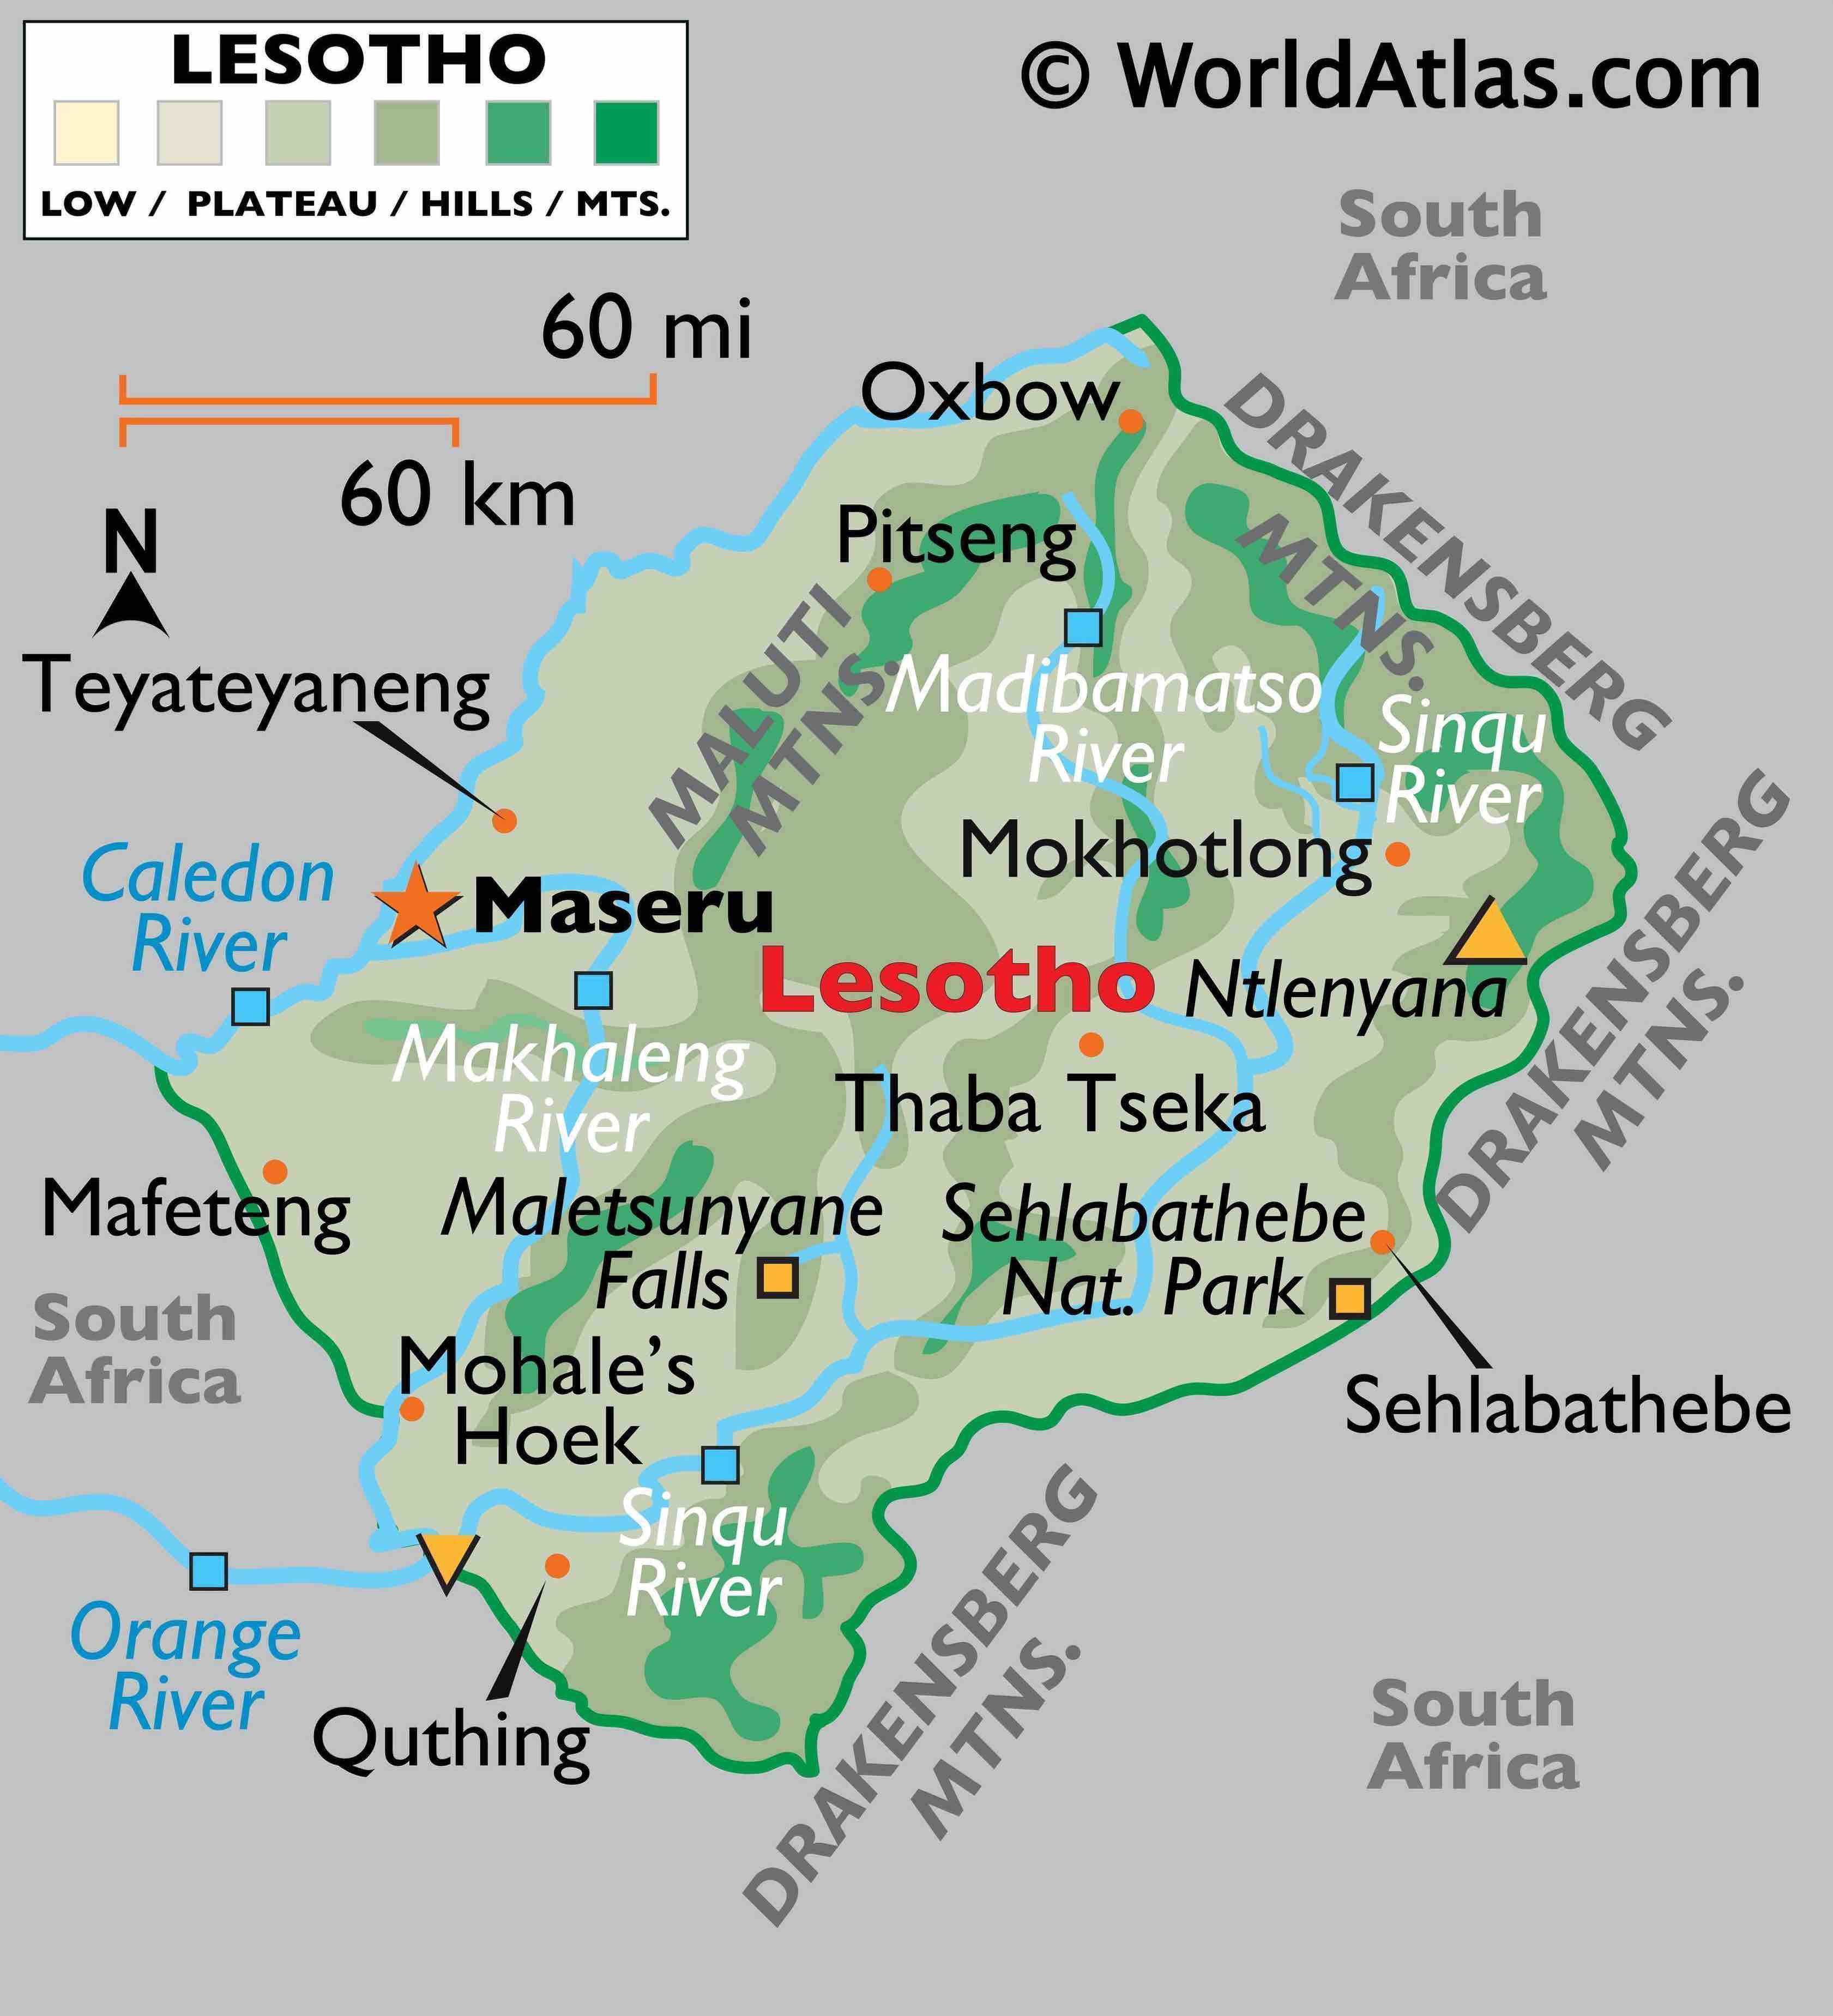 LESOTHO
LOW / PLATEAU / HILLS / MTS.
© WorldAtlas.com
South
Africa
60 mi
60 km
N
Oxbow
DRAKENSBERG
MTNS.
Pitseng
MALUTI
MTNS.
Teyateyaneng
Madibamatso
River
Sinqu
River
Mokhotlong
Caledon
River
Maseru
Lesotho
Ntlenyana
DRAKENSBERG
MTNS.
Makhaleng
River
Thaba Tseka
Mafeteng
Maletsunyane
Falls
Sehlabathebe
Nat. Park
South
Africa
Mohale's
Hoek
Sehlabathebe
Sinqu
River
DRAKENSBERG
MTNS.
Orange
River
Quthing
South
Africa